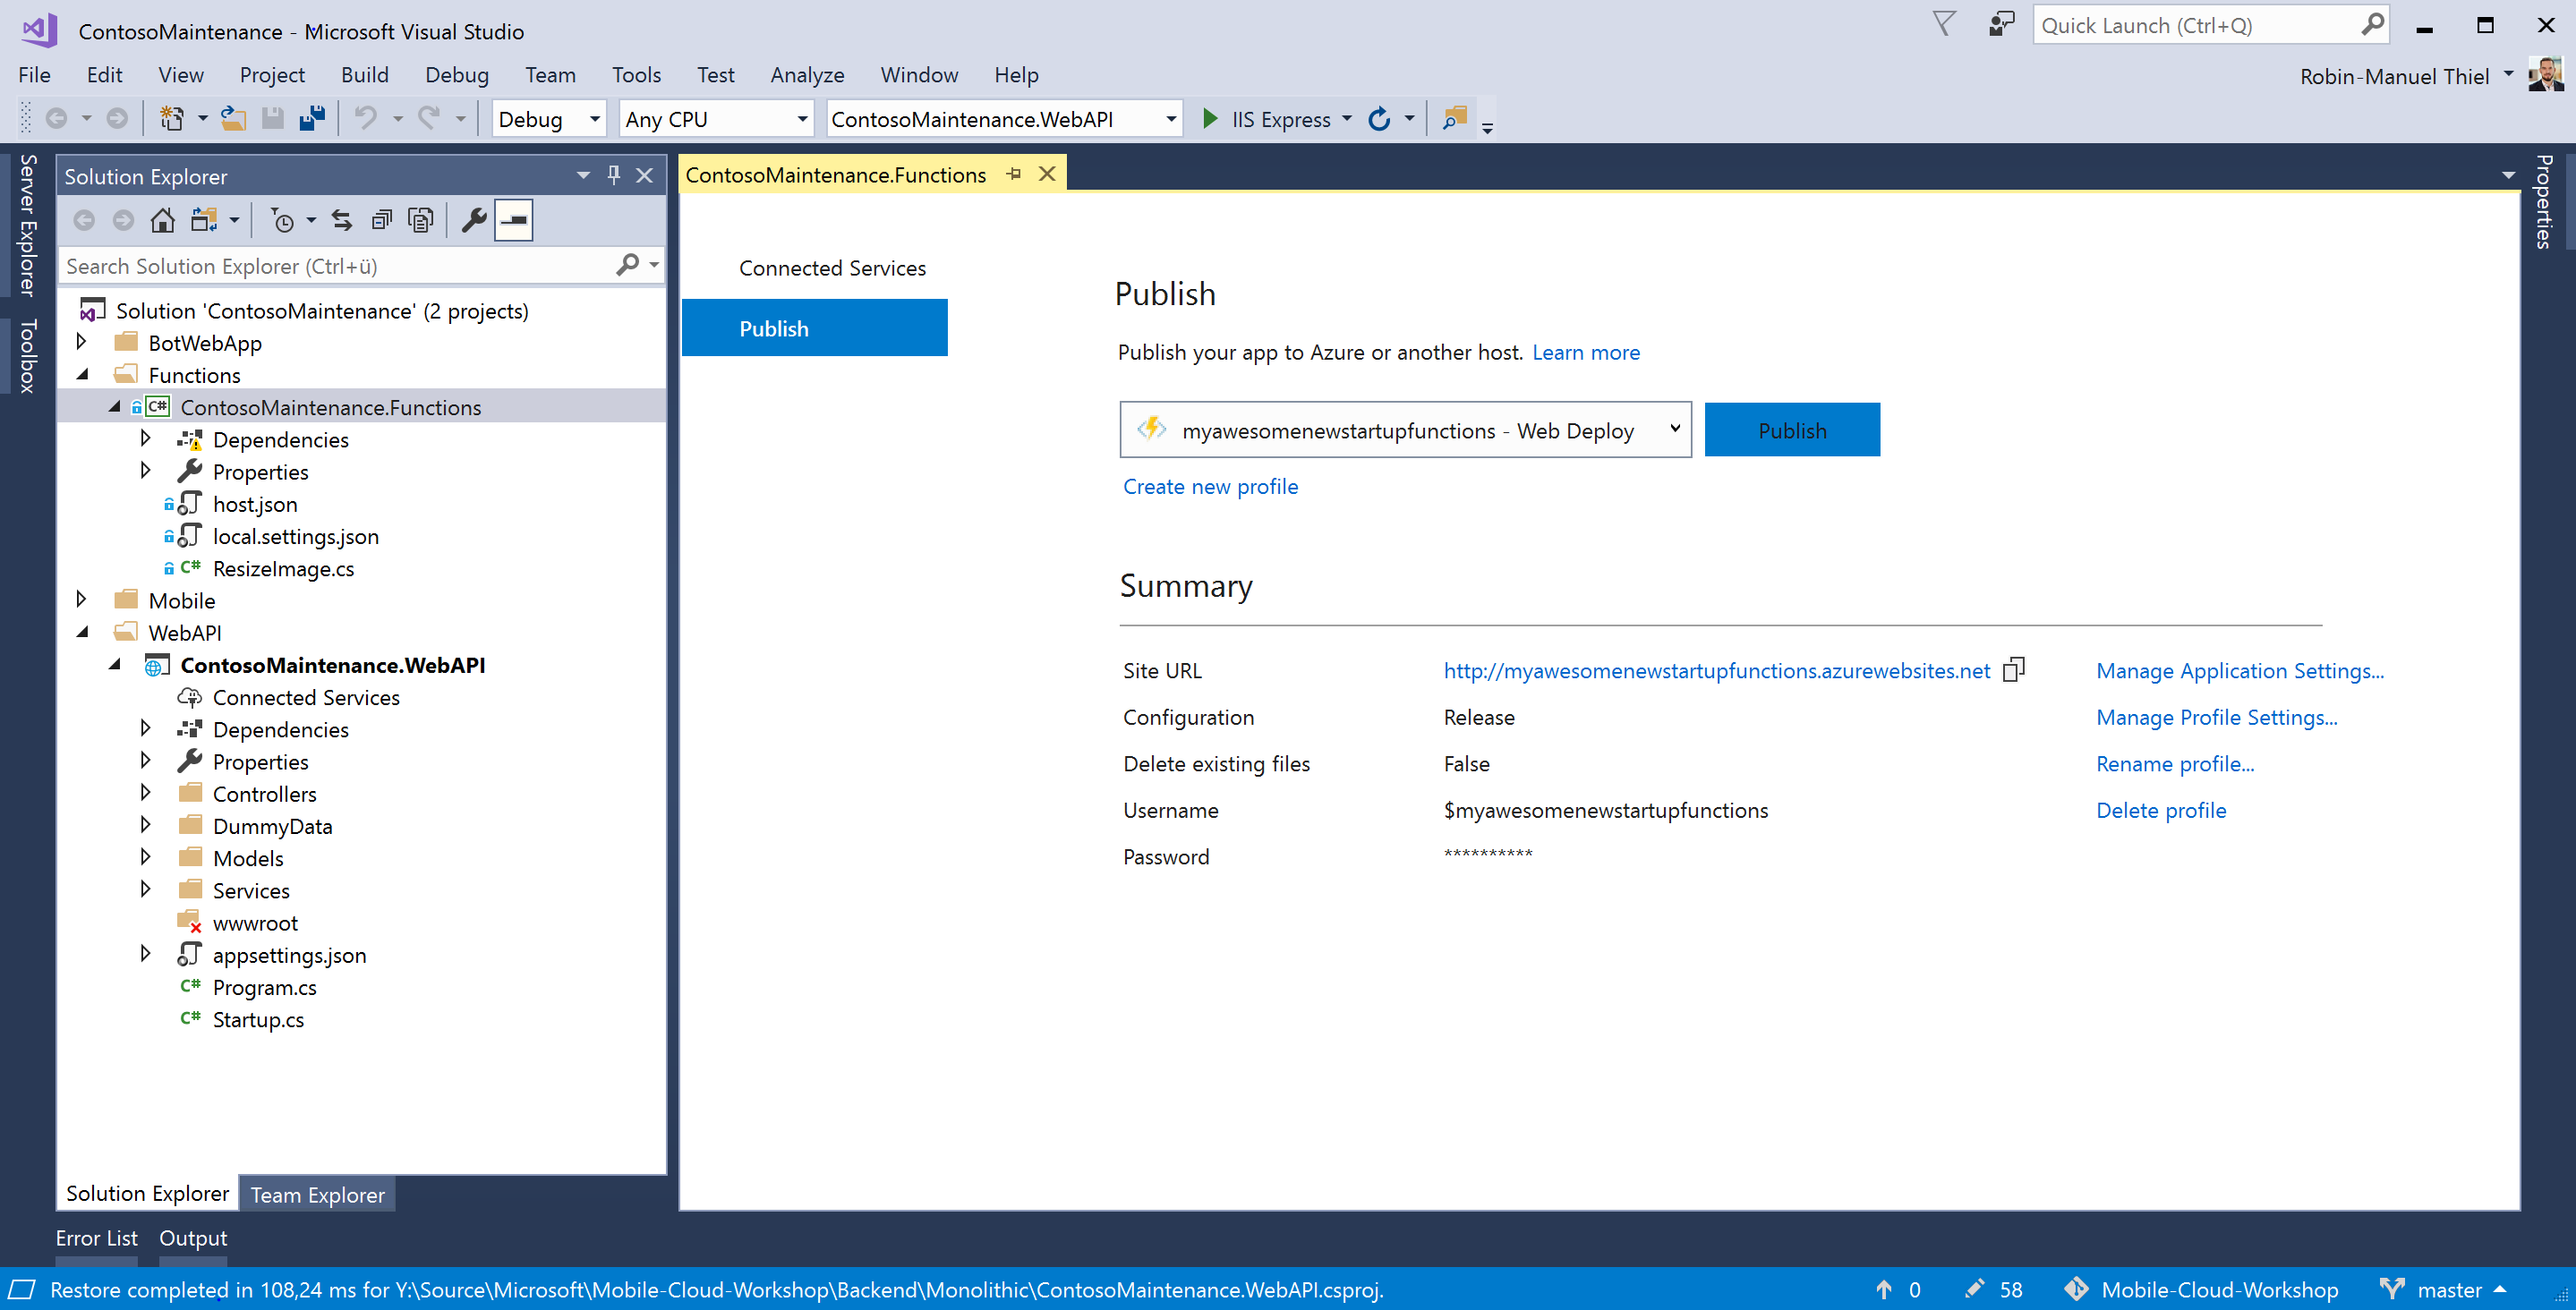 ContosoMaintenance - Microsoft Visual Studio
Quick Launch (Ctrl+Q)
File Edit View Project Build Debug Team Tools Test Analyze Window Help
Robin-Manuel Thiel
Debug Any CPU ContosoMaintenance.WebAPI IIS Express
Server Explorer
Toolbox
Solution Explorer
Search Solution Explorer (Ctrl+ü)
Solution 'ContosoMaintenance' (2 projects)
BotWebApp
Functions
C# ContosoMaintenance.Functions
Dependencies
Properties
host.json
local.settings.json
C# ResizeImage.cs
Mobile
WebAPI
ContosoMaintenance.WebAPI
Connected Services
Dependencies
Properties
Controllers
DummyData
Models
Services
wwwroot
appsettings.json
C# Program.cs
C# Startup.cs
Solution Explorer Team Explorer
ContosoMaintenance.Functions
Connected Services
Publish
Publish
Publish your app to Azure or another host. Learn more
myawesomenewstartupfunctions - Web Deploy Publish
Create new profile
Summary
Site URL http://myawesomenewstartupfunctions.azurewebsites.net Manage Application Settings...
Configuration Release Manage Profile Settings...
Delete existing files False Rename profile...
Username $myawesomenewstartupfunctions Delete profile
Password **********
Properties
Error List Output
Restore completed in 108,24 ms for Y:\Source\Microsoft\Mobile-Cloud-Workshop\Backend\Monolithic\ContosoMaintenance.WebAPI.csproj. 0 58 Mobile-Cloud-Workshop master